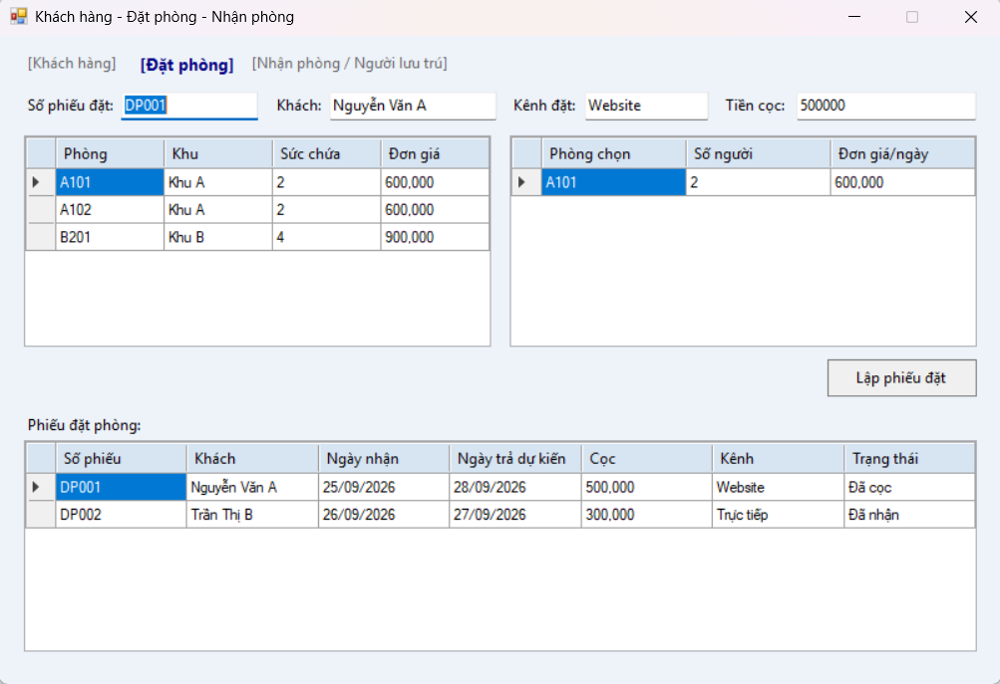 Khách hàng - Đặt phòng - Nhận phòng
[Khách hàng] [Đặt phòng] [Nhận phòng / Người lưu trú]
Số phiếu đặt: DP001 Khách: Nguyễn Văn A Kênh đặt: Website Tiền cọc: 500000
Phòng Khu Sức chứa Đơn giá
A101 Khu A 2 600,000
A102 Khu A 2 600,000
B201 Khu B 4 900,000
Phòng chọn Số người Đơn giá/ngày
A101 2 600,000
Lập phiếu đặt
Phiếu đặt phòng:
Số phiếu Khách Ngày nhận Ngày trả dự kiến Cọc Kênh Trạng thái
DP001 Nguyễn Văn A 25/09/2026 28/09/2026 500,000 Website Đã cọc
DP002 Trần Thị B 26/09/2026 27/09/2026 300,000 Trực tiếp Đã nhận